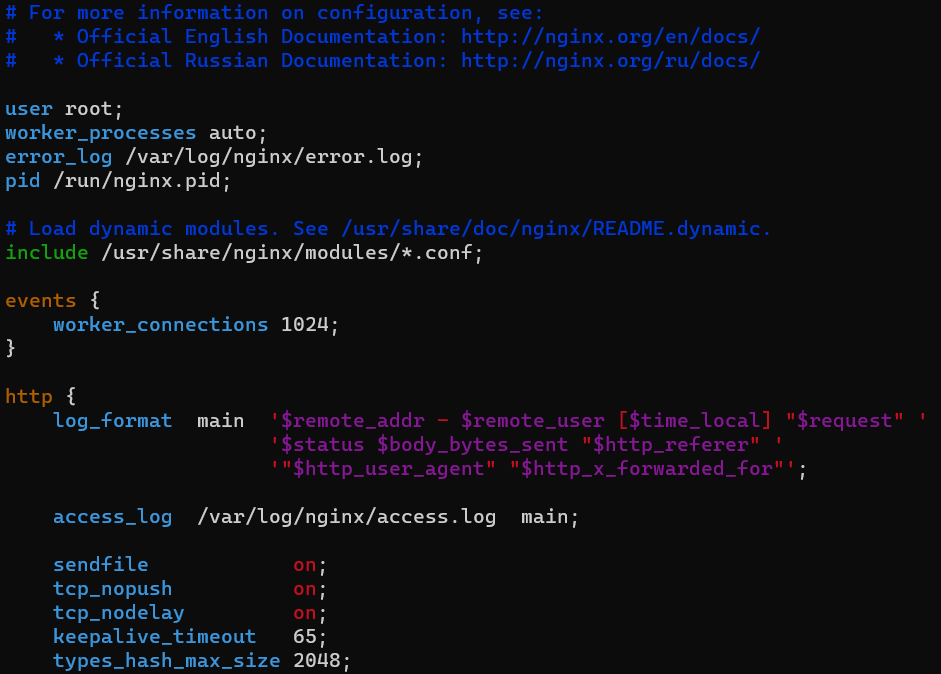 # For more information on configuration, see:
#   * Official English Documentation: http://nginx.org/en/docs/
#   * Official Russian Documentation: http://nginx.org/ru/docs/

user root;
worker_processes auto;
error_log /var/log/nginx/error.log;
pid /run/nginx.pid;

# Load dynamic modules. See /usr/share/doc/nginx/README.dynamic.
include /usr/share/nginx/modules/*.conf;

events {
    worker_connections 1024;
}

http {
    log_format  main  '$remote_addr - $remote_user [$time_local] "$request" '
                      '$status $body_bytes_sent "$http_referer" '
                      '"$http_user_agent" "$http_x_forwarded_for"';

    access_log  /var/log/nginx/access.log  main;

    sendfile            on;
    tcp_nopush          on;
    tcp_nodelay         on;
    keepalive_timeout   65;
    types_hash_max_size 2048;